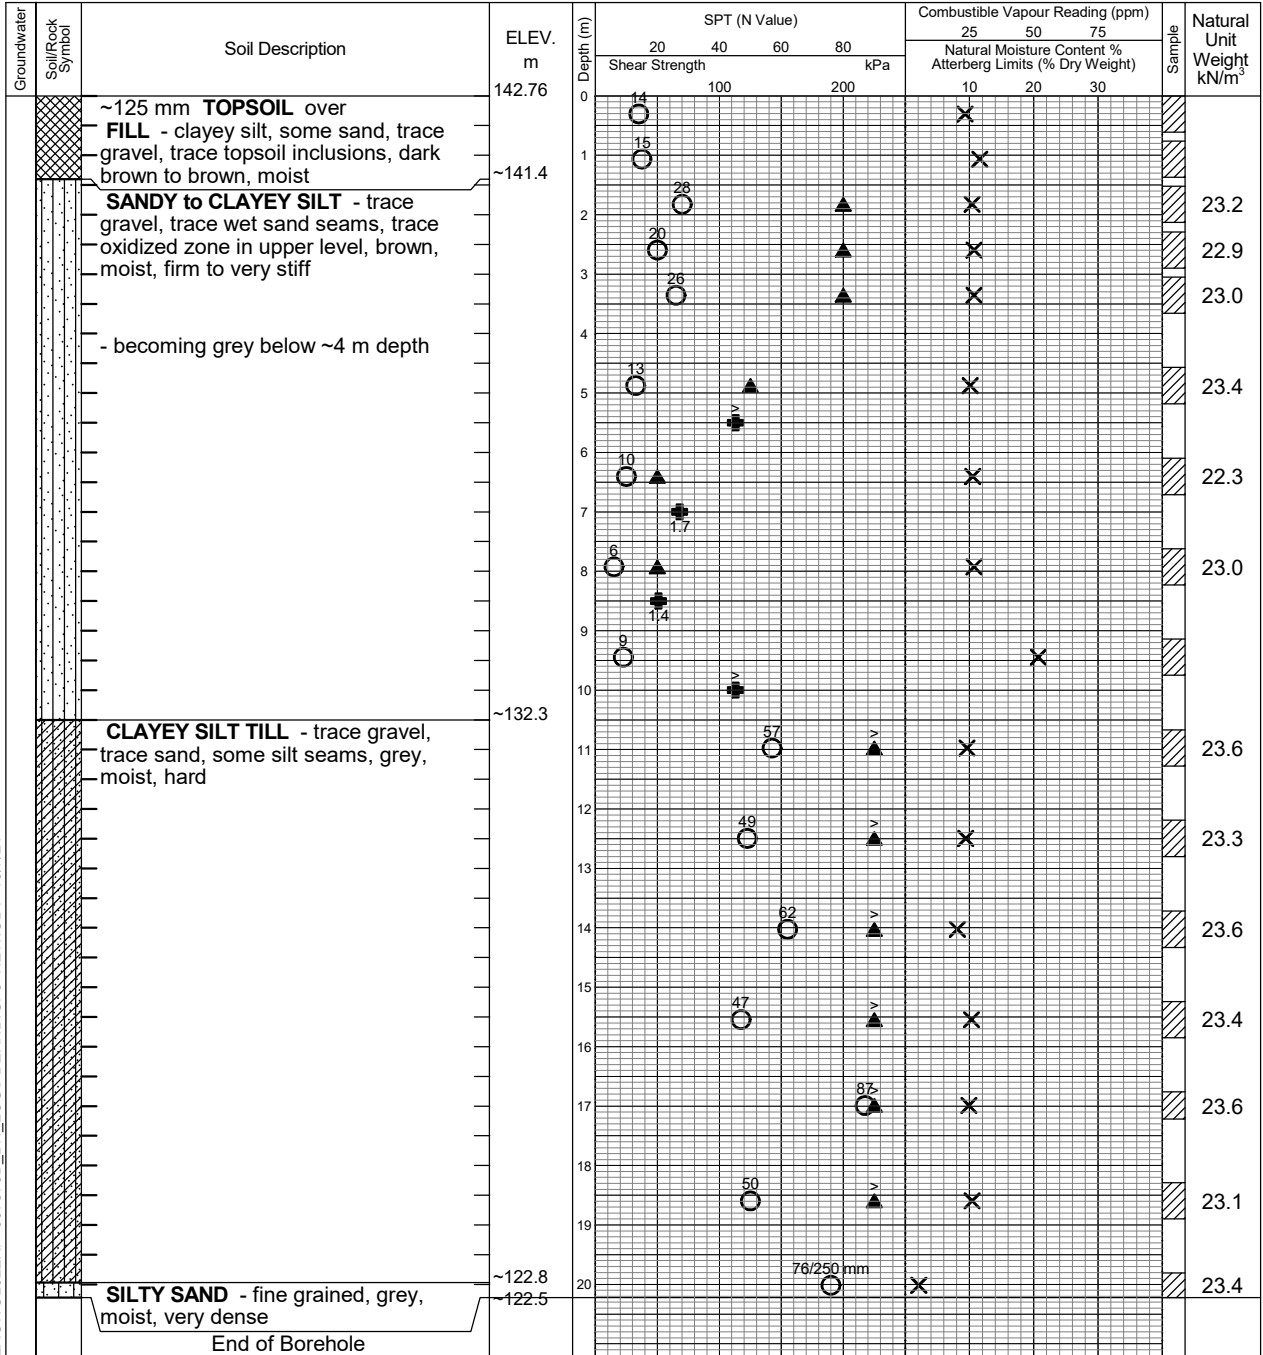 Groundwater
Soil/Rock
Symbol
Soil Description
ELEV.
m
Depth (m)
SPT (N Value)
20 40 60 80
Shear Strength kPa
100 200
Combustible Vapour Reading (ppm)
25 50 75
Natural Moisture Content %
Atterberg Limits (% Dry Weight)
10 20 30
Sample
Natural
Unit
Weight
kN/m³
142.76
0
~125 mm TOPSOIL over
14
FILL - clayey silt, some sand, trace
gravel, trace topsoil inclusions, dark
15
1
brown to brown, moist
~141.4
SANDY to CLAYEY SILT - trace
28
gravel, trace wet sand seams, trace
23.2
2
oxidized zone in upper level, brown,
20
22.9
moist, firm to very stiff
3
26
23.0
4
- becoming grey below ~4 m depth
13
23.4
5
>
6
10
22.3
7
1.7
6
8
23.0
1.4
9
9
>
10
~132.3
CLAYEY SILT TILL - trace gravel,
57 >
trace sand, some silt seams, grey,
11
23.6
moist, hard
12
49 >
23.3
13
62 >
14
23.6
15
47 >
23.4
16
87 >
17
23.6
18
50 >
23.1
19
76/250 mm
~122.8
20
23.4
SILTY SAND - fine grained, grey,
~122.5
moist, very dense
End of Borehole